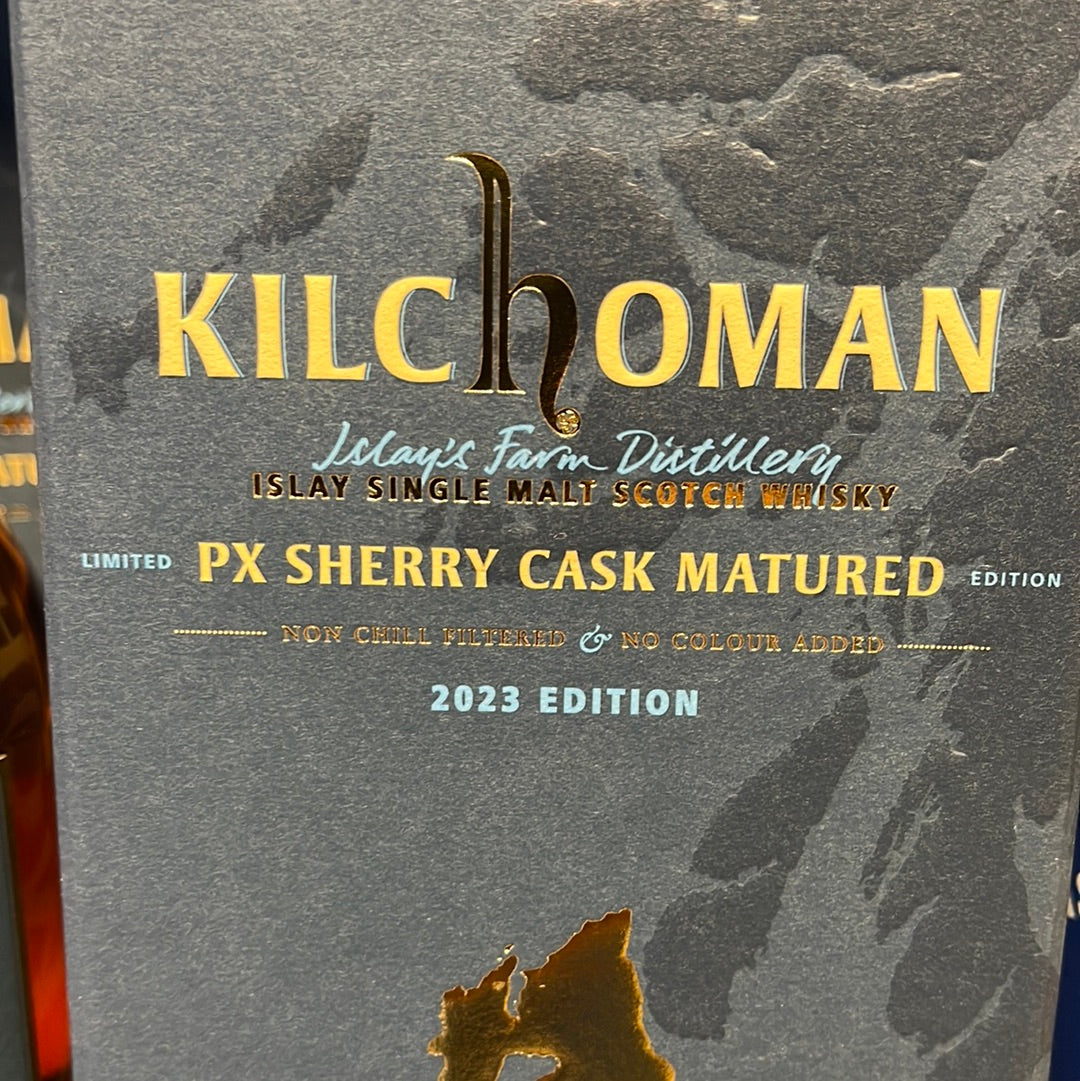 KILChOMAN
Islay's Farm Distillery
ISLAY SINGLE MALT SCOTCH WHISKY
LIMITED PX SHERRY CASK MATURED EDITION
NON CHILL FILTERED & NO COLOUR ADDED
2023 EDITION